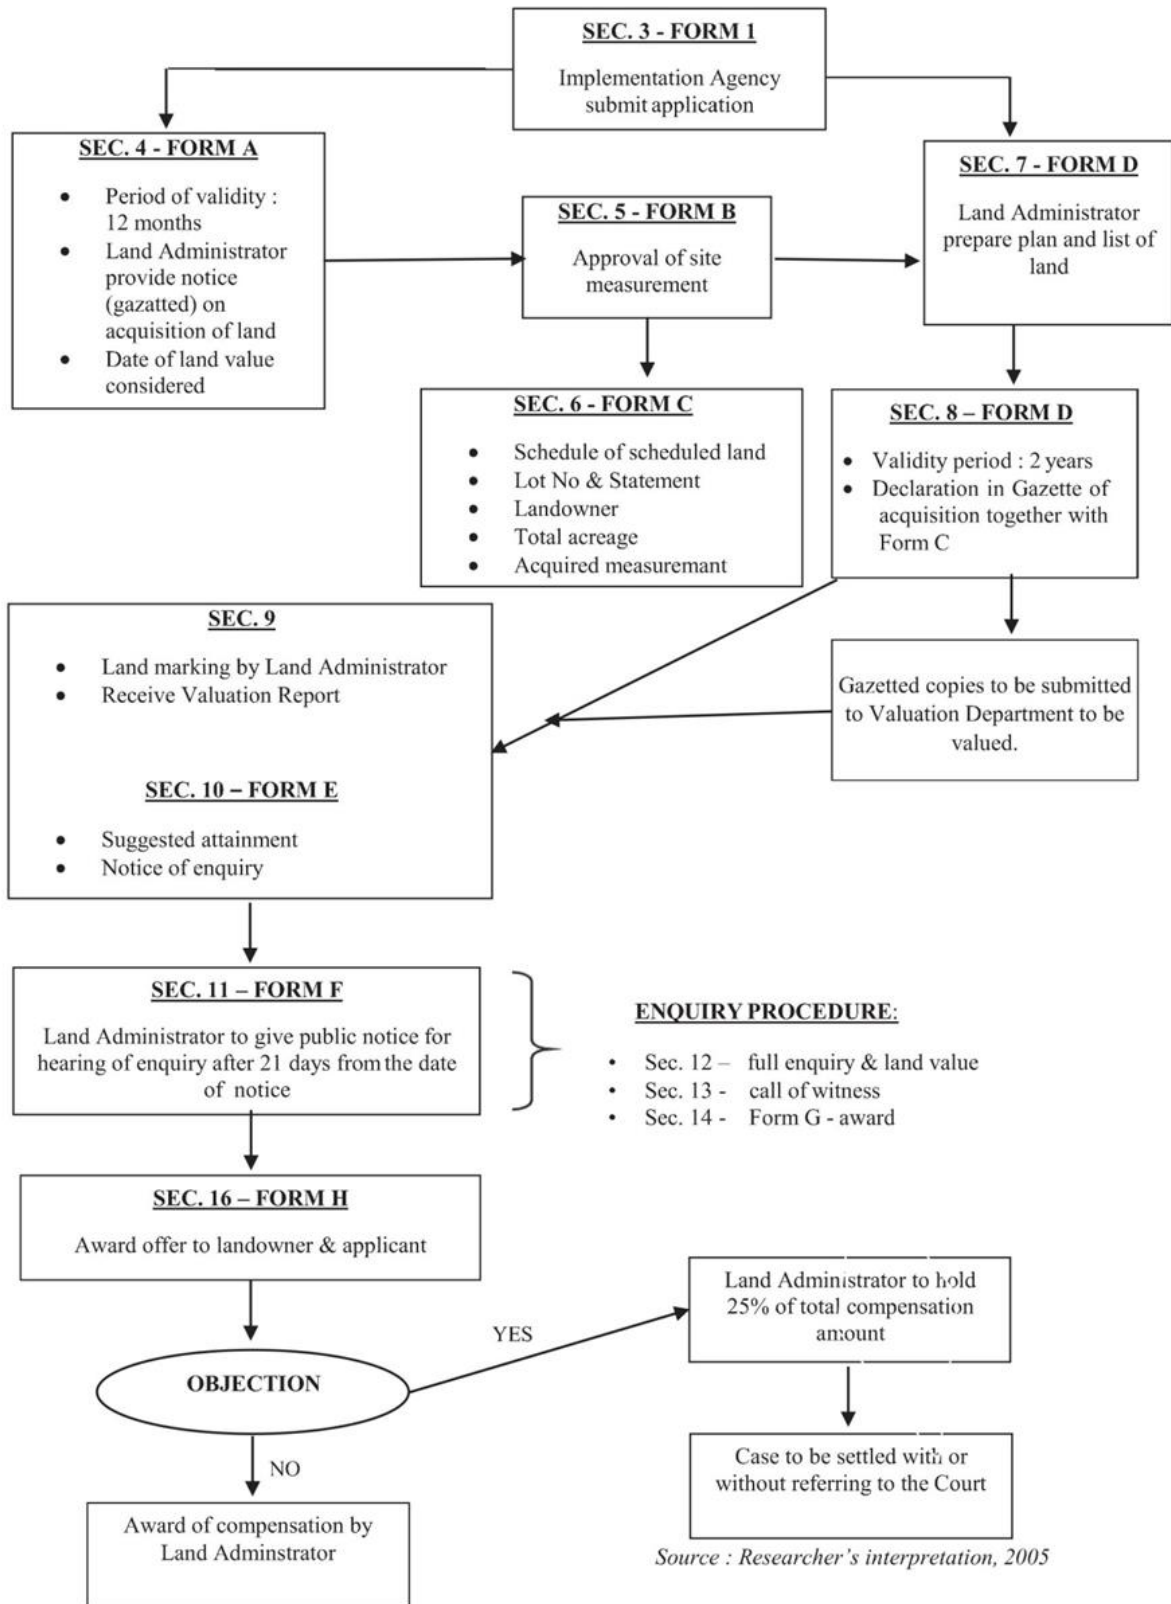 SEC. 3 - FORM 1
Implementation Agency
submit application
SEC. 4 - FORM A
• Period of validity :
12 months
• Land Administrator
provide notice
(gazatted) on
acquisition of land
• Date of land value
considered
SEC. 5 - FORM B
Approval of site
measurement
SEC. 7 - FORM D
Land Administrator
prepare plan and list of
land
SEC. 6 - FORM C
• Schedule of scheduled land
• Lot No & Statement
• Landowner
• Total acreage
• Acquired measuremant
SEC. 8 – FORM D
• Validity period : 2 years
• Declaration in Gazette of
acquisition together with
Form C
SEC. 9
• Land marking by Land Administrator
• Receive Valuation Report
SEC. 10 – FORM E
• Suggested attainment
• Notice of enquiry
Gazetted copies to be submitted
to Valuation Department to be
valued.
SEC. 11 – FORM F
Land Administrator to give public notice for
hearing of enquiry after 21 days from the date
of notice
ENQUIRY PROCEDURE:
• Sec. 12 – full enquiry & land value
• Sec. 13 - call of witness
• Sec. 14 - Form G - award
SEC. 16 – FORM H
Award offer to landowner & applicant
OBJECTION
YES
Land Administrator to hold
25% of total compensation
amount
Case to be settled with or
without referring to the Court
NO
Award of compensation by
Land Adminstrator
Source : Researcher's interpretation, 2005